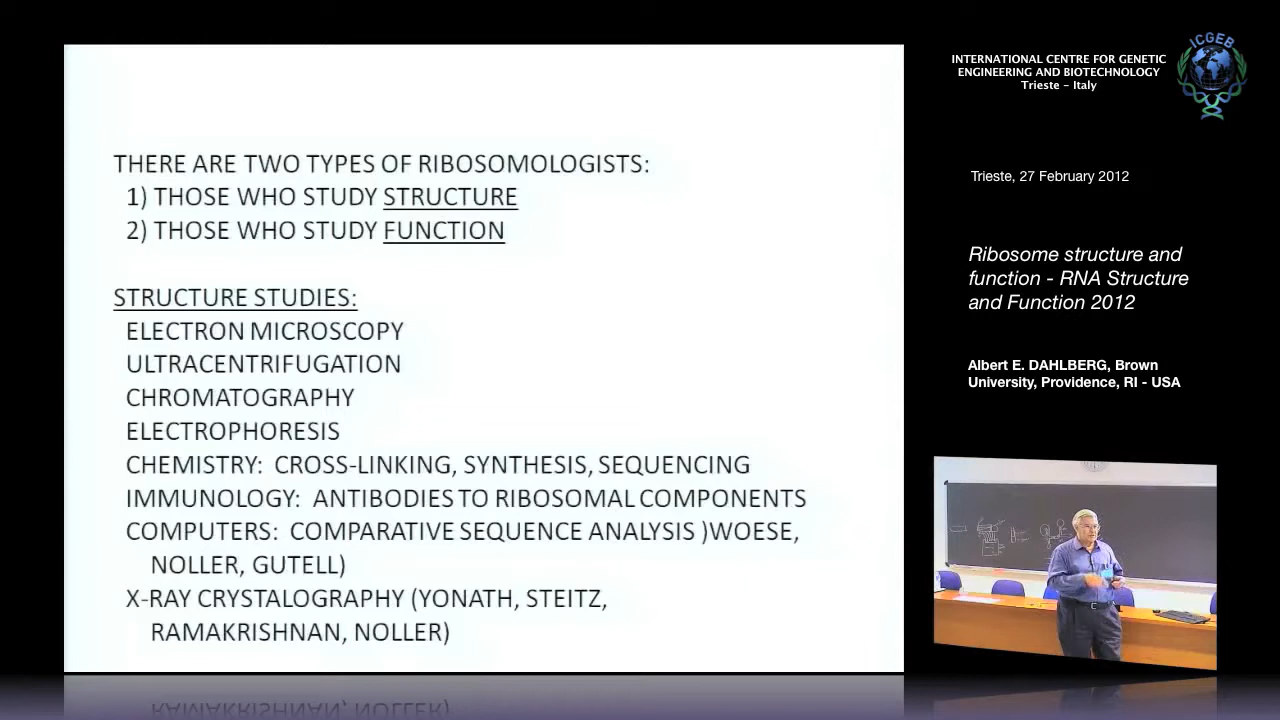 THERE ARE TWO TYPES OF RIBOSOMOLOGISTS:
1) THOSE WHO STUDY STRUCTURE
2) THOSE WHO STUDY FUNCTION
STRUCTURE STUDIES:
ELECTRON MICROSCOPY
ULTRACENTRIFUGATION
CHROMATOGRAPHY
ELECTROPHORESIS
CHEMISTRY: CROSS-LINKING, SYNTHESIS, SEQUENCING
IMMUNOLOGY: ANTIBODIES TO RIBOSOMAL COMPONENTS
COMPUTERS: COMPARATIVE SEQUENCE ANALYSIS )WOESE,
NOLLER, GUTELL)
X-RAY CRYSTALOGRAPHY (YONATH, STEITZ,
RAMAKRISHNAN, NOLLER)
INTERNATIONAL CENTRE FOR GENETIC
ENGINEERING AND BIOTECHNOLOGY
Trieste - Italy
ICGEB
Trieste, 27 February 2012
Ribosome structure and
function - RNA Structure
and Function 2012
Albert E. DAHLBERG, Brown
University, Providence, RI - USA